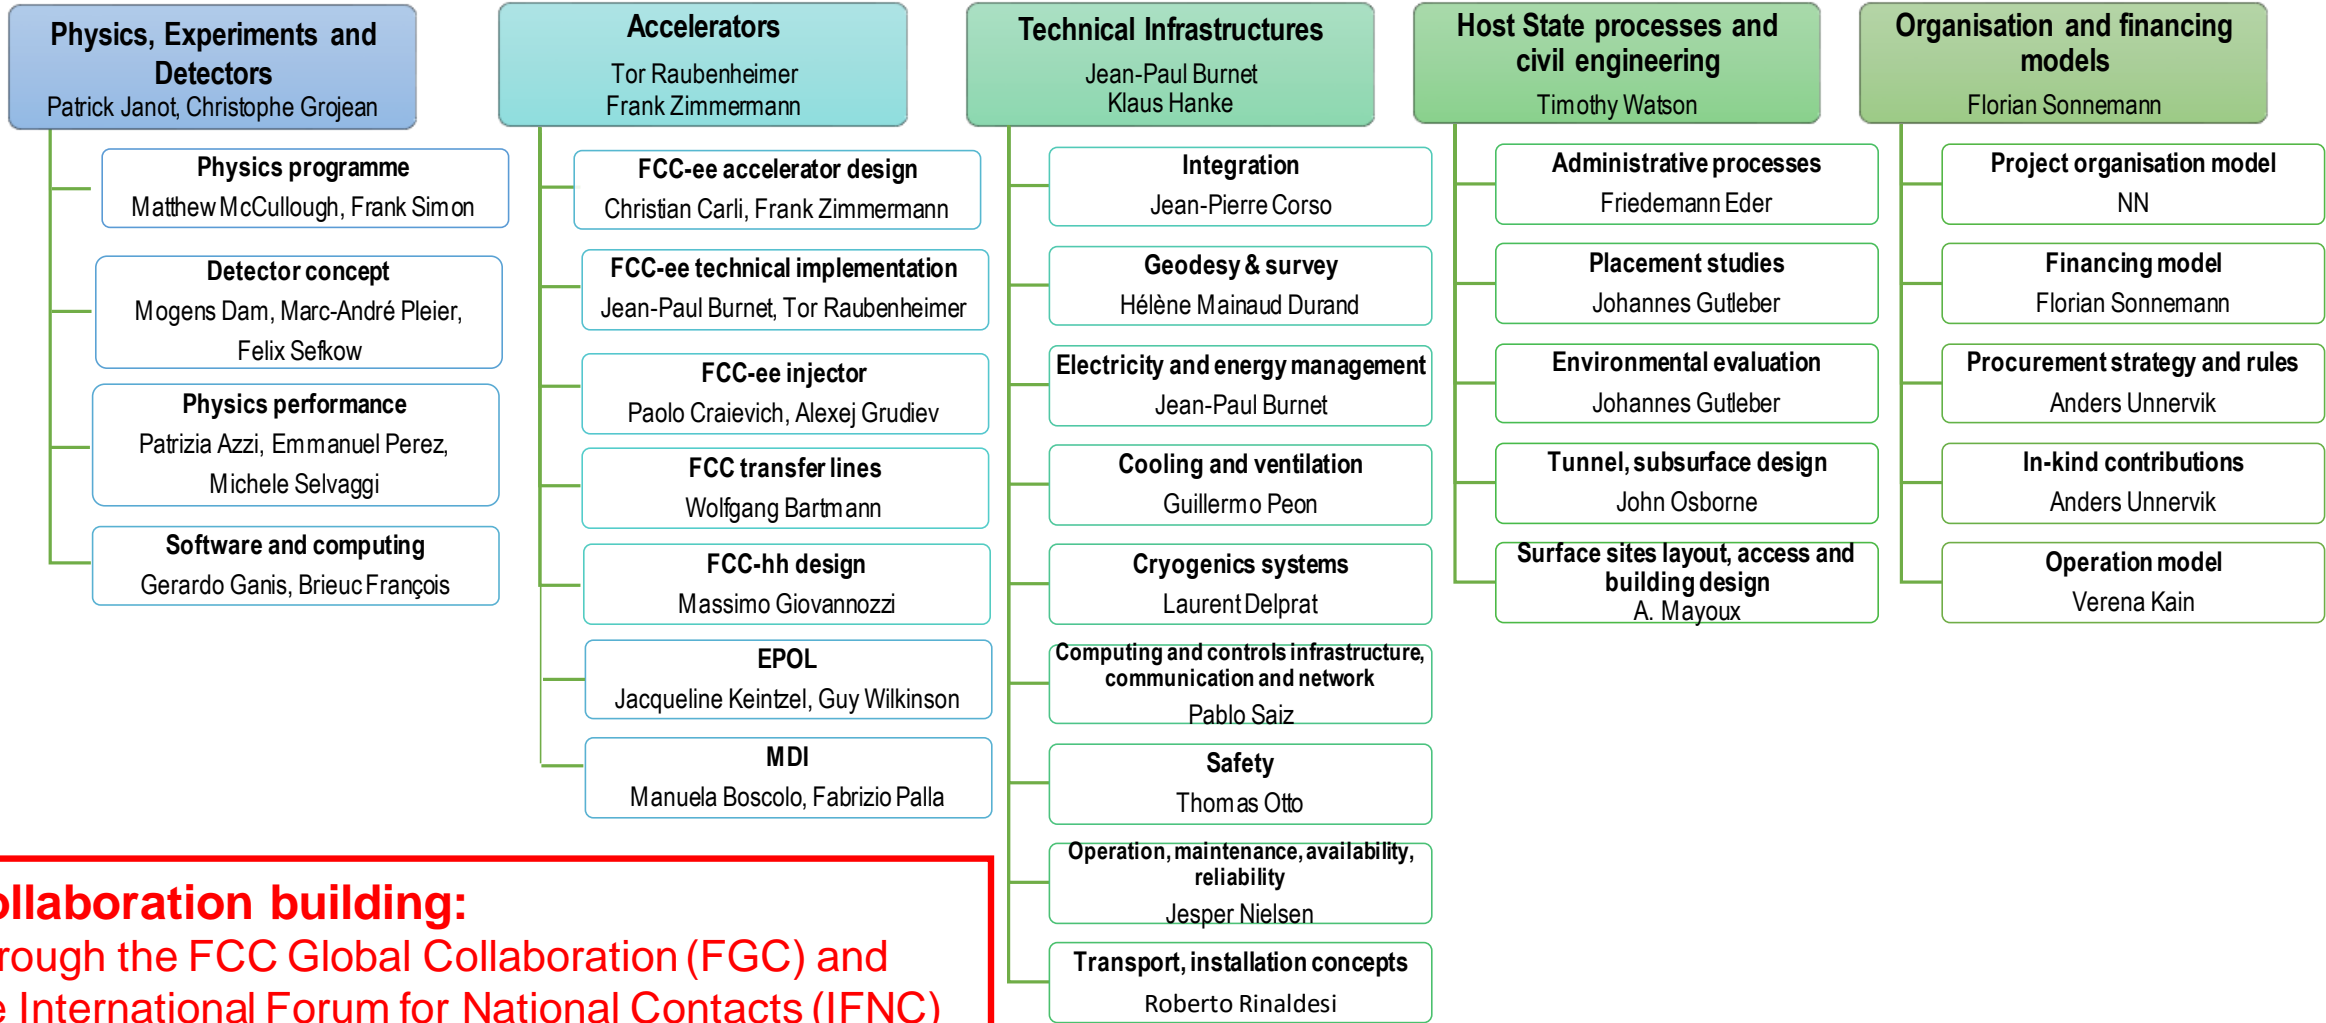 Physics, Experiments and
Detectors
Patrick Janot, Christophe Grojean
Physics programme
Matthew McCullough, Frank Simon
Detector concept
Mogens Dam, Marc-André Pleier,
Felix Sefkow
Physics performance
Patrizia Azzi, Emmanuel Perez,
Michele Selvaggi
Software and computing
Gerardo Ganis, Brieuc François
Accelerators
Tor Raubenheimer
Frank Zimmermann
FCC-ee accelerator design
Christian Carli, Frank Zimmermann
FCC-ee technical implementation
Jean-Paul Burnet, Tor Raubenheimer
FCC-ee injector
Paolo Craievich, Alexej Grudiev
FCC transfer lines
Wolfgang Bartmann
FCC-hh design
Massimo Giovannozzi
EPOL
Jacqueline Keintzel, Guy Wilkinson
MDI
Manuela Boscolo, Fabrizio Palla
Technical Infrastructures
Jean-Paul Burnet
Klaus Hanke
Integration
Jean-Pierre Corso
Geodesy & survey
Hélène Mainaud Durand
Electricity and energy management
Jean-Paul Burnet
Cooling and ventilation
Guillermo Peon
Cryogenics systems
Laurent Delprat
Computing and controls infrastructure,
communication and network
Pablo Saiz
Safety
Thomas Otto
Operation, maintenance, availability,
reliability
Jesper Nielsen
Transport, installation concepts
Roberto Rinaldesi
Host State processes and
civil engineering
Timothy Watson
Administrative processes
Friedemann Eder
Placement studies
Johannes Gutleber
Environmental evaluation
Johannes Gutleber
Tunnel, subsurface design
John Osborne
Surface sites layout, access and
building design
A. Mayoux
Organisation and financing
models
Florian Sonnemann
Project organisation model
NN
Financing model
Florian Sonnemann
Procurement strategy and rules
Anders Unnervik
In-kind contributions
Anders Unnervik
Operation model
Verena Kain
ollaboration building:
rough the FCC Global Collaboration (FGC) and
e International Forum for National Contacts (IFNC)